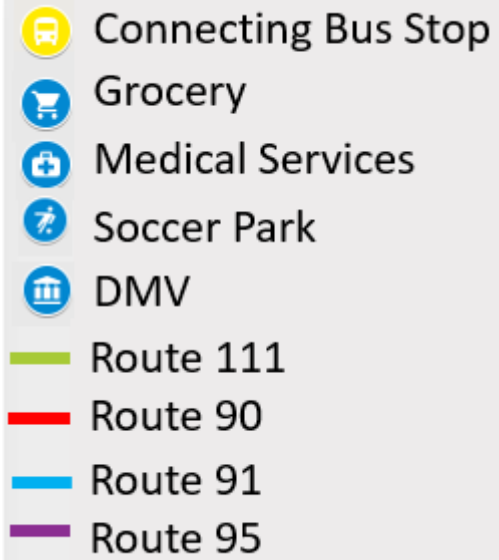 Connecting Bus Stop
Grocery
Medical Services
Soccer Park
DMV
Route 111
Route 90
Route 91
Route 95